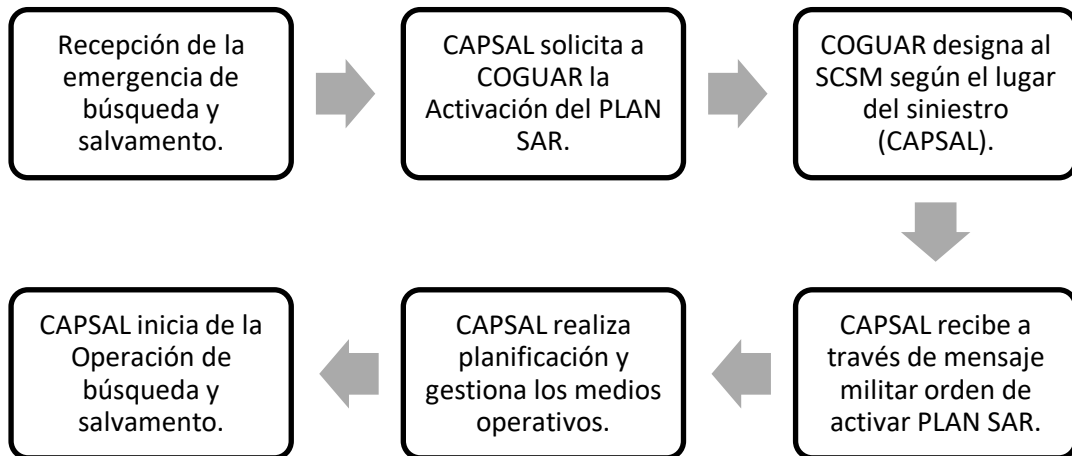 Recepción de la
emergencia de
búsqueda y
salvamento.
CAPSAL solicita a
COGUAR la
Activación del PLAN
SAR.
COGUAR designa al
SCSM según el lugar
del siniestro
(CAPSAL).
CAPSAL recibe a
través de mensaje
militar orden de
activar PLAN SAR.
CAPSAL realiza
planificación y
gestiona los medios
operativos.
CAPSAL inicia de la
Operación de
búsqueda y
salvamento.